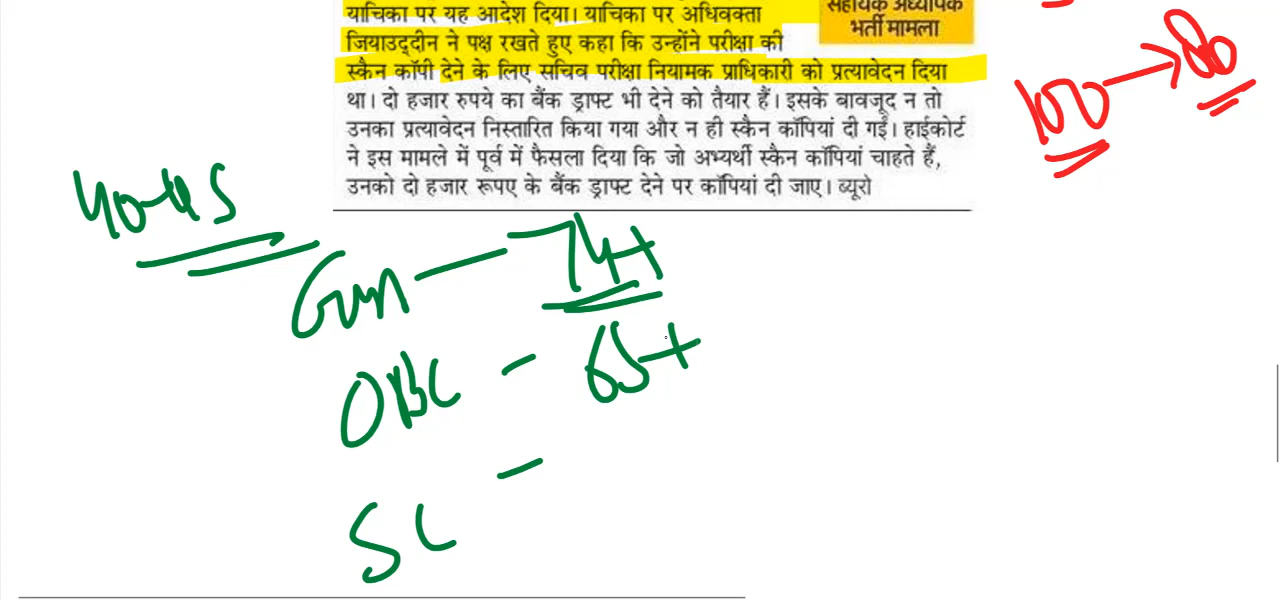 याचिका पर यह आदेश दिया। याचिका पर अधिवक्ता
जियाउद्‌दीन ने पक्ष रखते हुए कहा कि उन्होंने परीक्षा की
स्कैन कॉपी देने के लिए सचिव परीक्षा नियामक प्राधिकारी को प्रत्यावेदन दिया
था। दो हजार रुपये का बैंक ड्राफ्ट भी देने को तैयार हैं। इसके बावजूद न तो
उनका प्रत्यावेदन निस्तारित किया गया और न ही स्कैन कॉपियां दी गईं। हाईकोर्ट
ने इस मामले में पूर्व में फैसला दिया कि जो अभ्यर्थी स्कैन कॉपियां चाहते हैं,
उनको दो हजार रूपए के बैंक ड्राफ्ट देने पर कॉपियां दी जाए। ब्यूरो
सहायक अध्यापक
भर्ती मामला
100 →
40-45
Gen — 74+
OBC - 65+
SC -